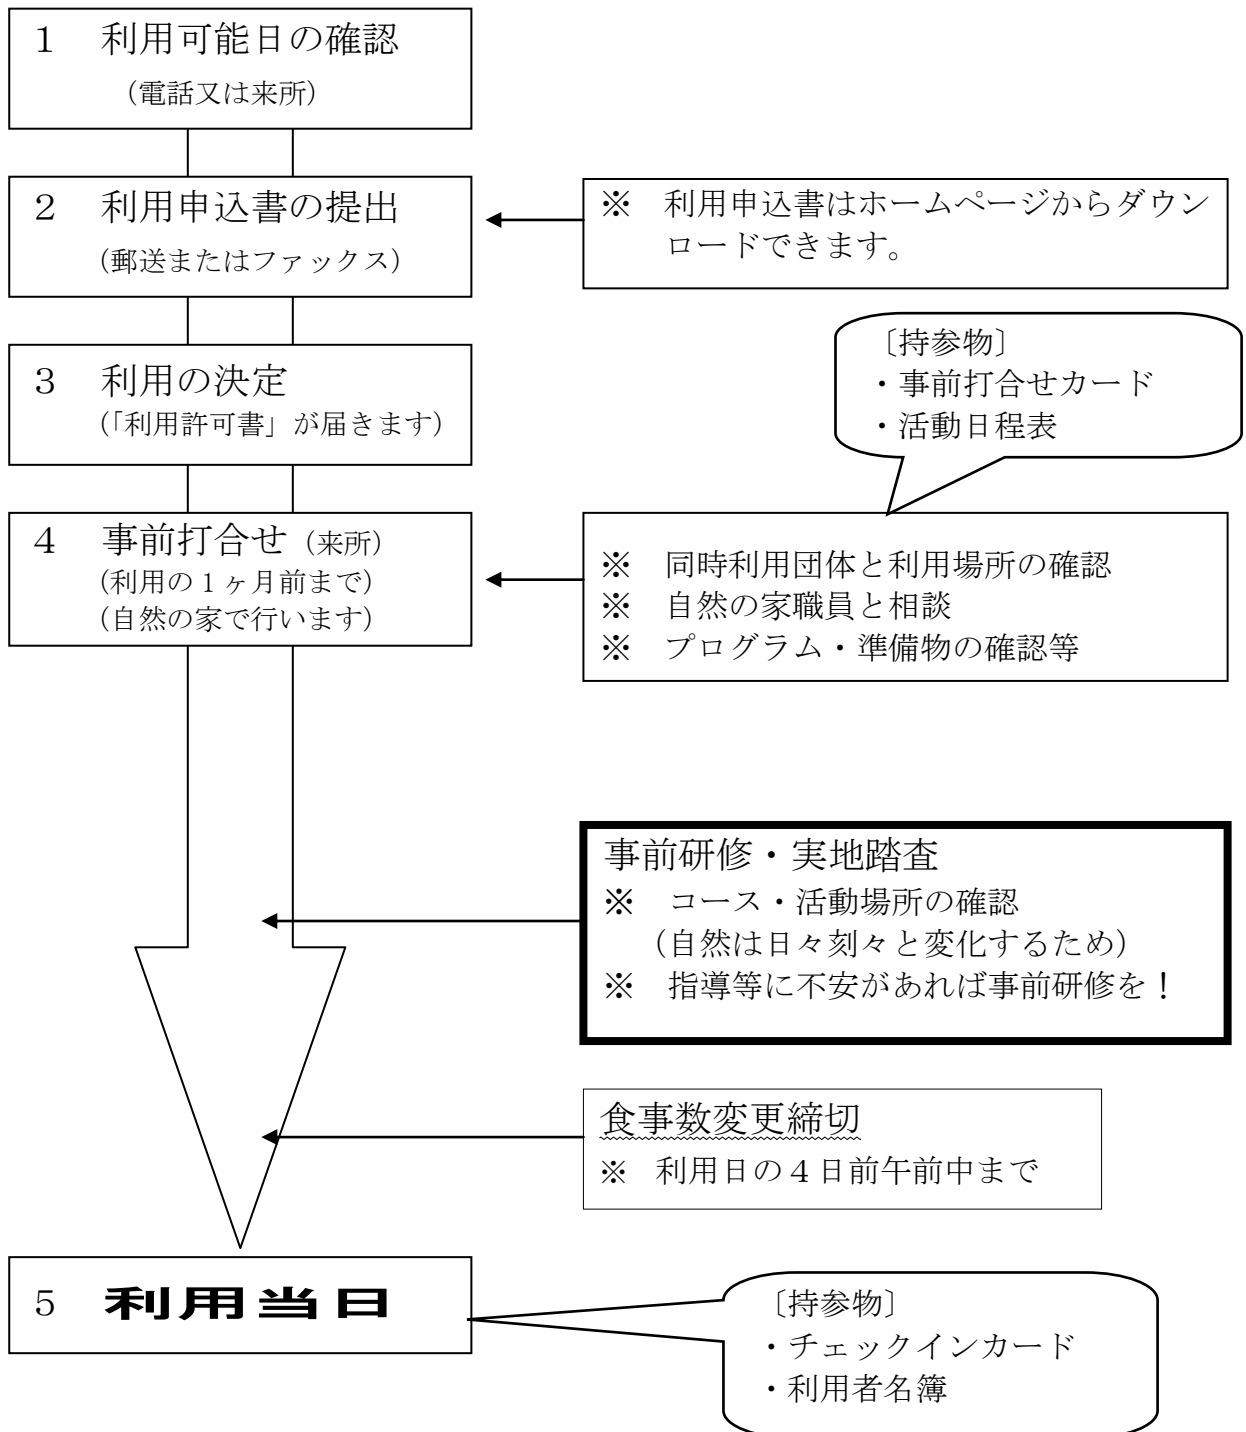 １　利用可能日の確認
（電話又は来所）
２　利用申込書の提出
（郵送またはファックス）
※　利用申込書はホームページからダウン
ロードできます。
３　利用の決定
（「利用許可書」が届きます）
〔持参物〕
・事前打合せカード
・活動日程表
４　事前打合せ（来所）
（利用の１ヶ月前まで）
（自然の家で行います）
※　同時利用団体と利用場所の確認
※　自然の家職員と相談
※　プログラム・準備物の確認等
事前研修・実地踏査
※　コース・活動場所の確認
（自然は日々刻々と変化するため）
※　指導等に不安があれば事前研修を！
食事数変更締切
※　利用日の４日前午前中まで
５　利用当日
〔持参物〕
・チェックインカード
・利用者名簿